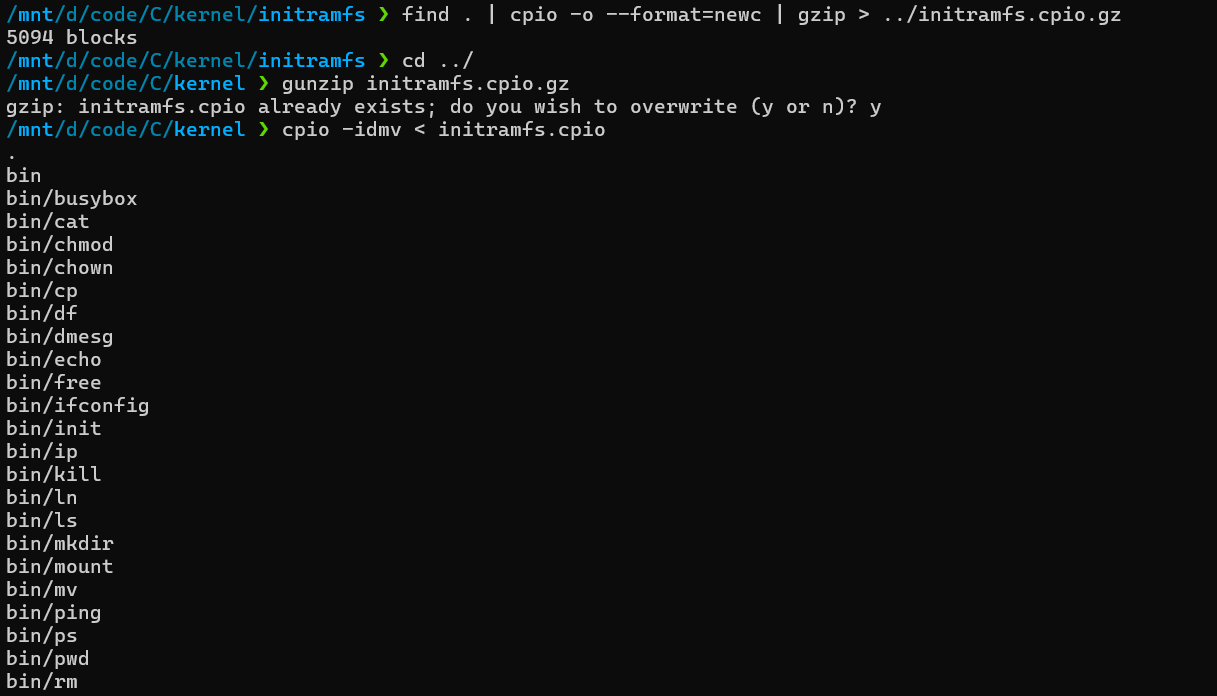 /mnt/d/code/C/kernel/initramfs ❯ find . | cpio -o --format=newc | gzip > ../initramfs.cpio.gz
5094 blocks
/mnt/d/code/C/kernel/initramfs ❯ cd ../
/mnt/d/code/C/kernel ❯ gunzip initramfs.cpio.gz
gzip: initramfs.cpio already exists; do you wish to overwrite (y or n)? y
/mnt/d/code/C/kernel ❯ cpio -idmv < initramfs.cpio
.
bin
bin/busybox
bin/cat
bin/chmod
bin/chown
bin/cp
bin/df
bin/dmesg
bin/echo
bin/free
bin/ifconfig
bin/init
bin/ip
bin/kill
bin/ln
bin/ls
bin/mkdir
bin/mount
bin/mv
bin/ping
bin/ps
bin/pwd
bin/rm